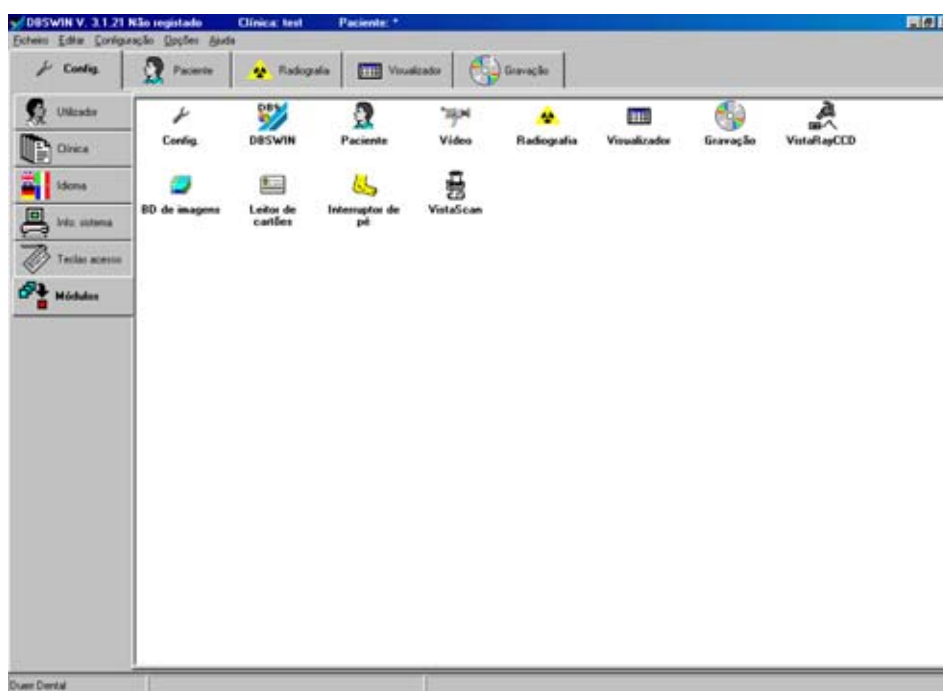 DBSWIN V. 3.1.21 Não registado Clínica: test Paciente: *
Ficheiro Editar Configuração Opções Ajuda
Config. Paciente Radiografia Visualizador Gravação
Utilizador
Clínica
Idioma
Info. sistema
Teclas acesso
Módulos
Config. DBSWIN Paciente Vídeo Radiografia Visualizador Gravação VistaRayCCD
BD de imagens Leitor de cartões Interruptor de pé VistaScan
DBS
Duerr Dental